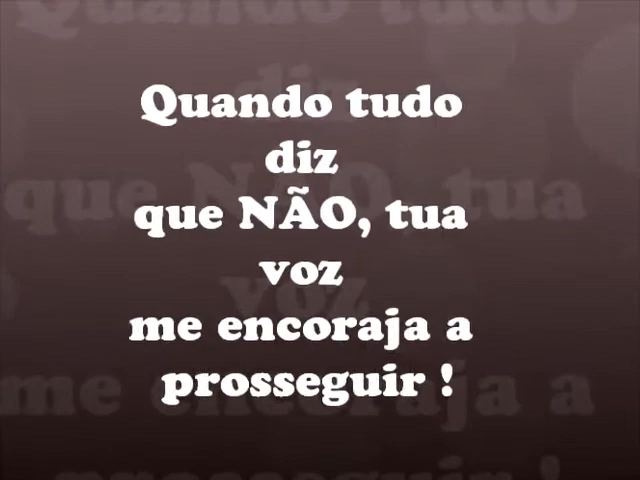 Quando tudo
diz
que NÃO, tua
voz
me encoraja a
prosseguir !